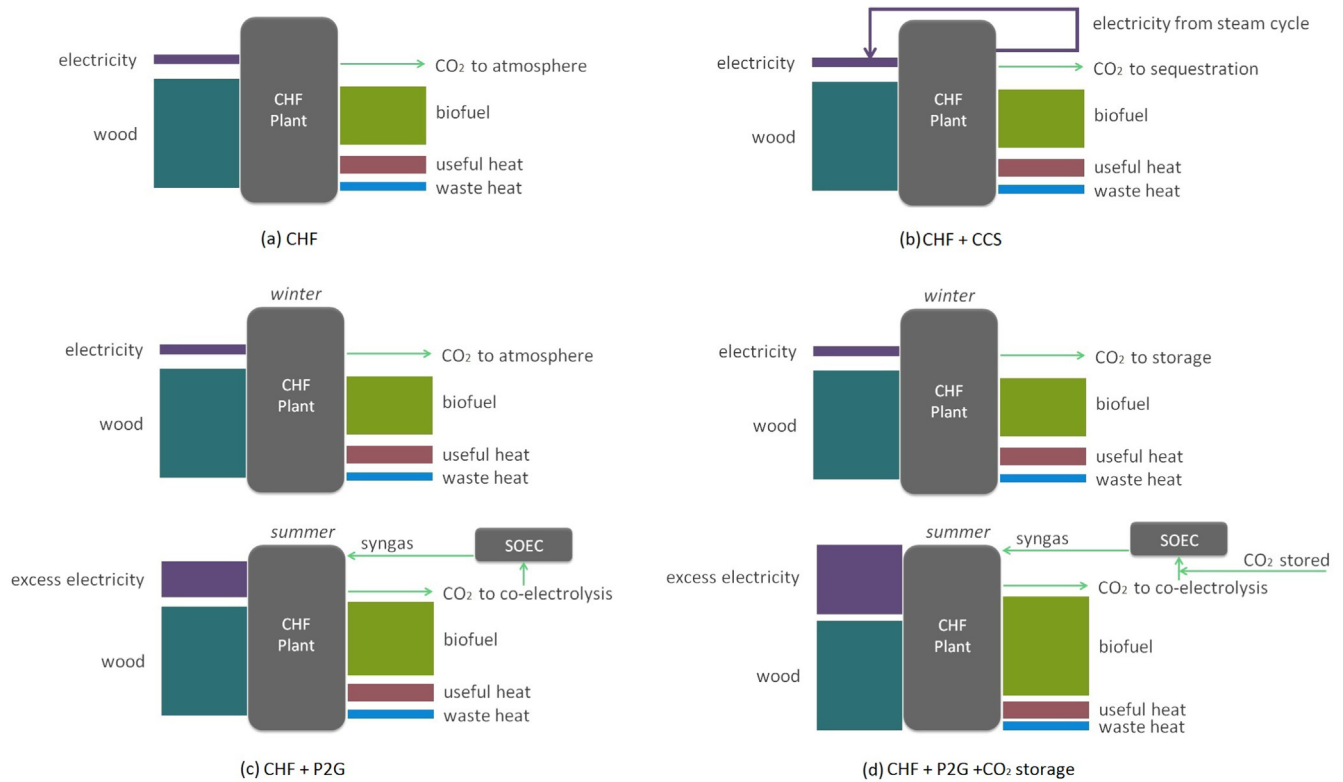 electricity
wood
CHF
Plant
CO₂ to atmosphere
biofuel
useful heat
waste heat
(a) CHF
electricity from steam cycle
electricity
wood
CHF
Plant
CO₂ to sequestration
biofuel
useful heat
waste heat
(b) CHF + CCS
winter
electricity
wood
CHF
Plant
CO₂ to atmosphere
biofuel
useful heat
waste heat
summer
excess electricity
wood
CHF
Plant
syngas
SOEC
CO₂ to co-electrolysis
biofuel
useful heat
waste heat
(c) CHF + P2G
winter
electricity
wood
CHF
Plant
CO₂ to storage
biofuel
useful heat
waste heat
summer
excess electricity
wood
CHF
Plant
syngas
SOEC
CO₂ stored
CO₂ to co-electrolysis
biofuel
useful heat
waste heat
(d) CHF + P2G +CO₂ storage